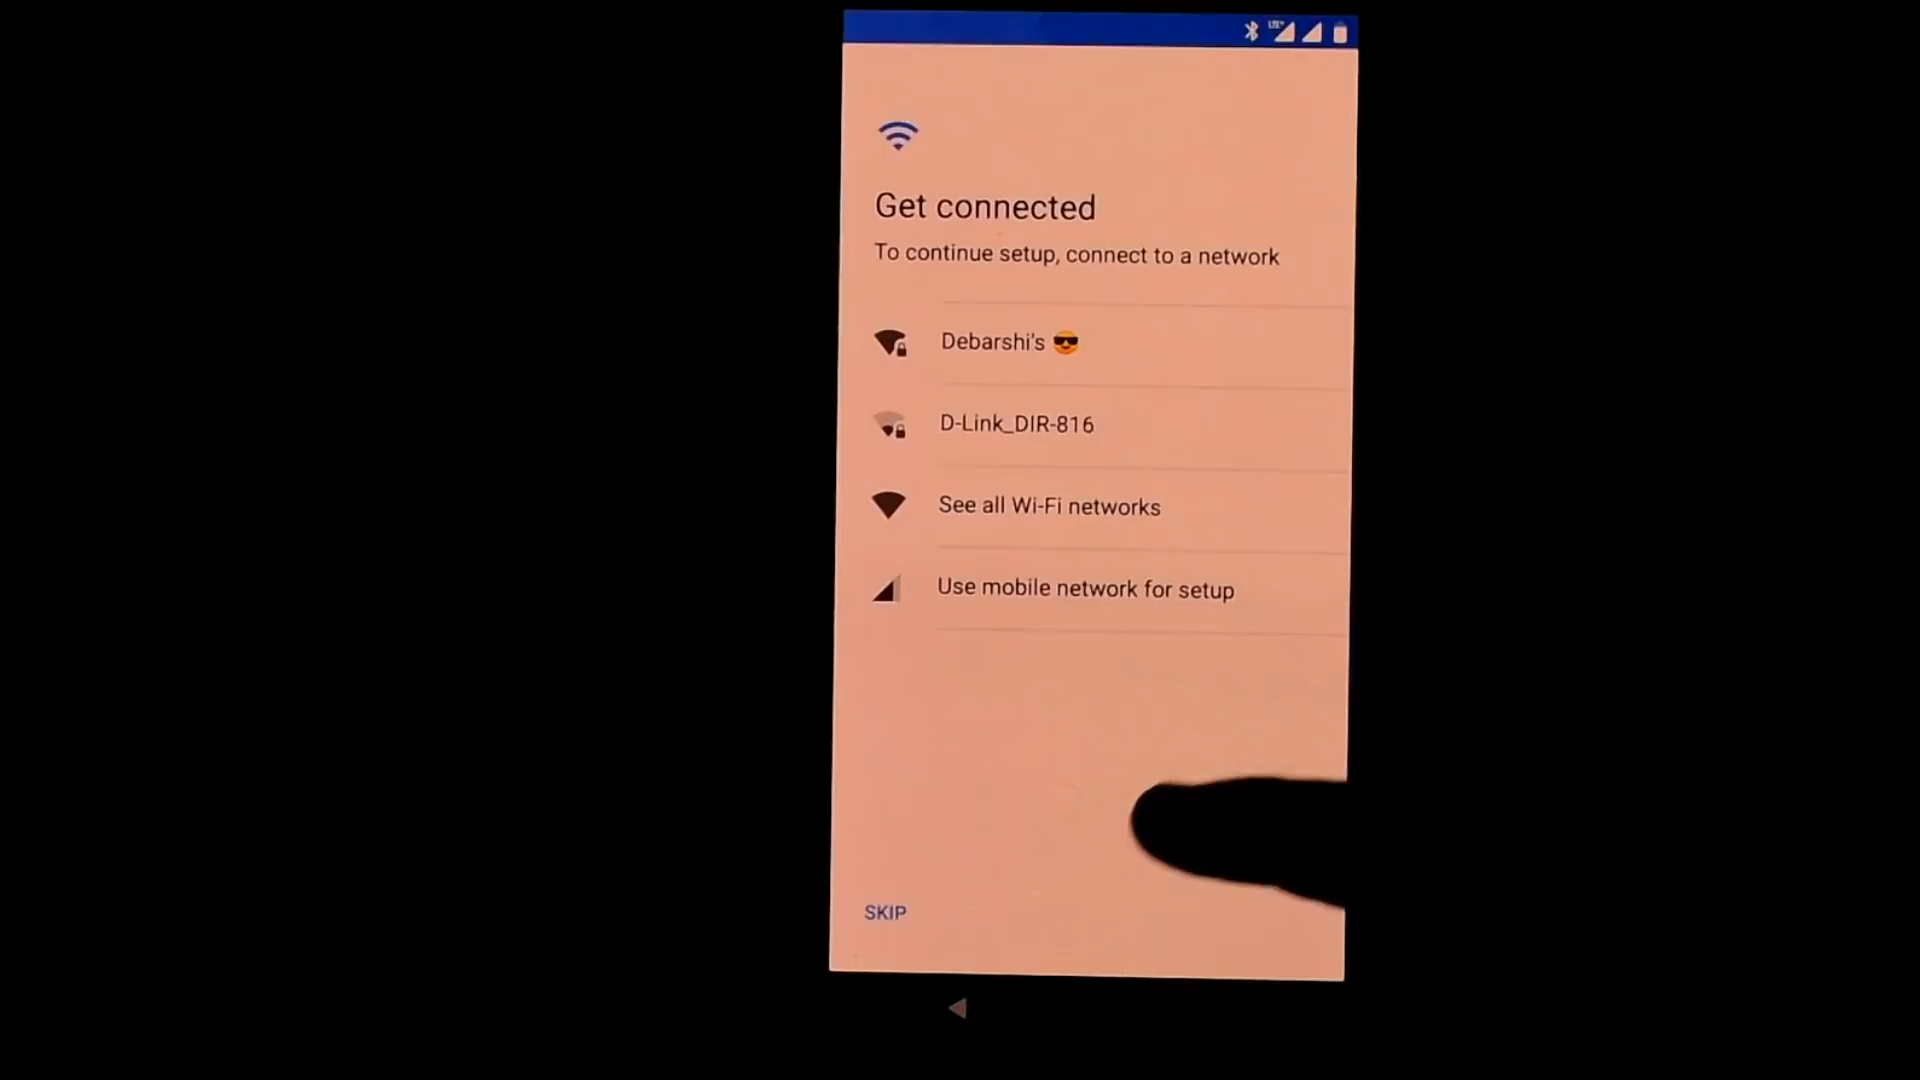 LTE+
Get connected
To continue setup, connect to a network
Debarshi's 😎
D-Link_DIR-816
See all Wi-Fi networks
Use mobile network for setup
SKIP